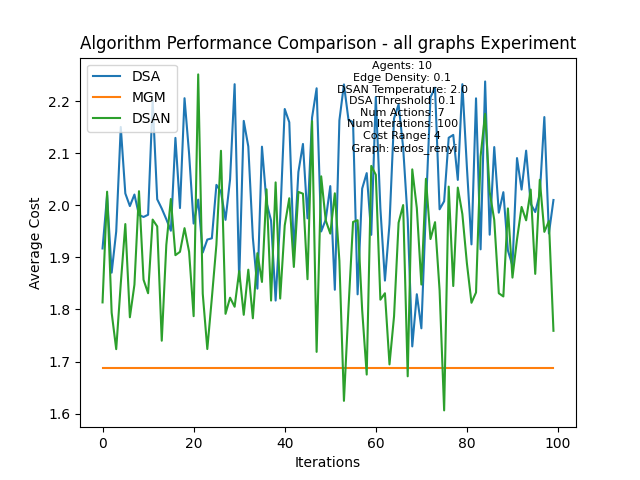 Algorithm Performance Comparison - all graphs Experiment
DSA
MGM
DSAN
Agents: 10
Edge Density: 0.1
DSAN Temperature: 2.0
DSA Threshold: 0.1
Num Actions: 7
Num Iterations: 100
Cost Range: 4
Graph: erdos_renyi
Average Cost
2.2
2.1
2.0
1.9
1.8
1.7
1.6
0 20 40 60 80 100
Iterations